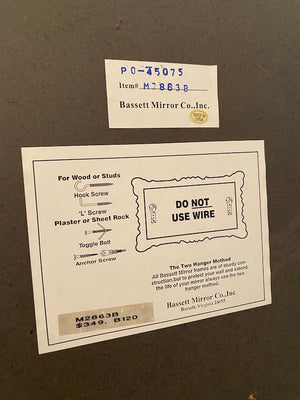 PO-45075
Item# M2863B
Bassett Mirror Co.,Inc.
For Wood or Studs
Hook Screw
'L' Screw
Plaster or Sheet Rock
Toggle Bolt
Anchor Screw
DO NOT
USE WIRE
The Two Hanger Method
All Bassett Mirror frames are of sturdy con-
struction,but to protect your wall and extend
the life of your mirror always use the two
hanger method.
Bassett Mirror Co.,Inc.
Bassett, Virginia 24055
M2863B
$349. B120